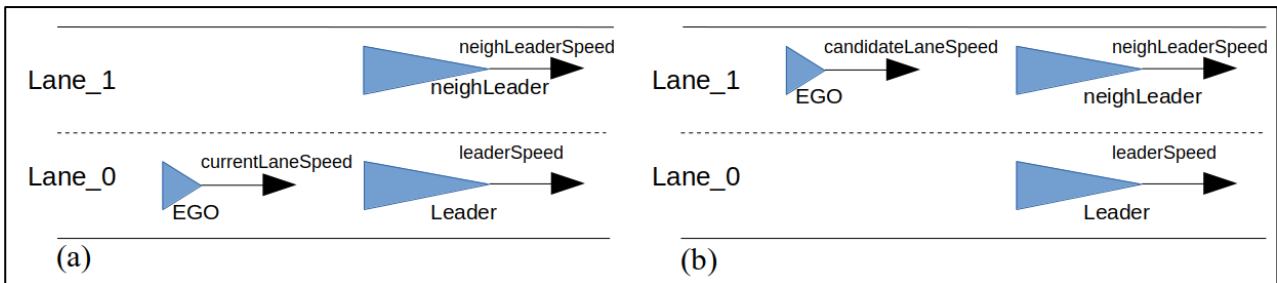 neighLeaderSpeed
Lane_1
neighLeader
currentLaneSpeed
leaderSpeed
Lane_0
EGO
Leader
(a)
candidateLaneSpeed
neighLeaderSpeed
Lane_1
EGO
neighLeader
leaderSpeed
Lane_0
Leader
(b)